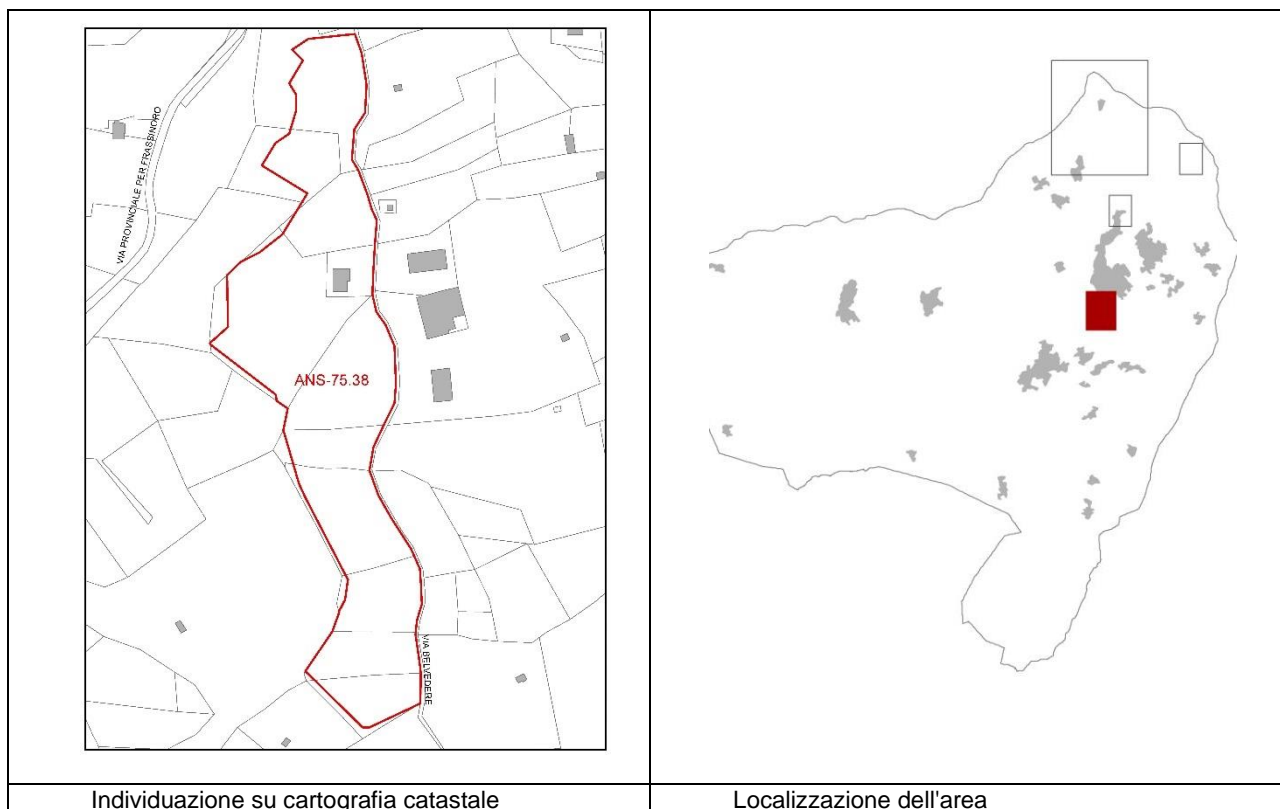 VIA PROVINCIALE PER FRASSINORO
ANS-75.38
VIA BELVEDERE
Individuazione su cartografia catastale
Localizzazione dell'area